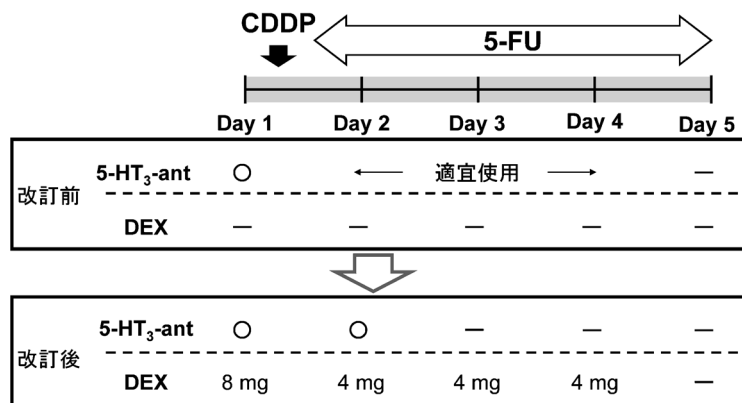 CDDP
5-FU
Day 1 Day 2 Day 3 Day 4 Day 5
改訂前
5-HT₃-ant ○ ← 適宜使用 → —
DEX — — — — —
改訂後
5-HT₃-ant ○ ○ — — —
DEX 8 mg 4 mg 4 mg 4 mg —